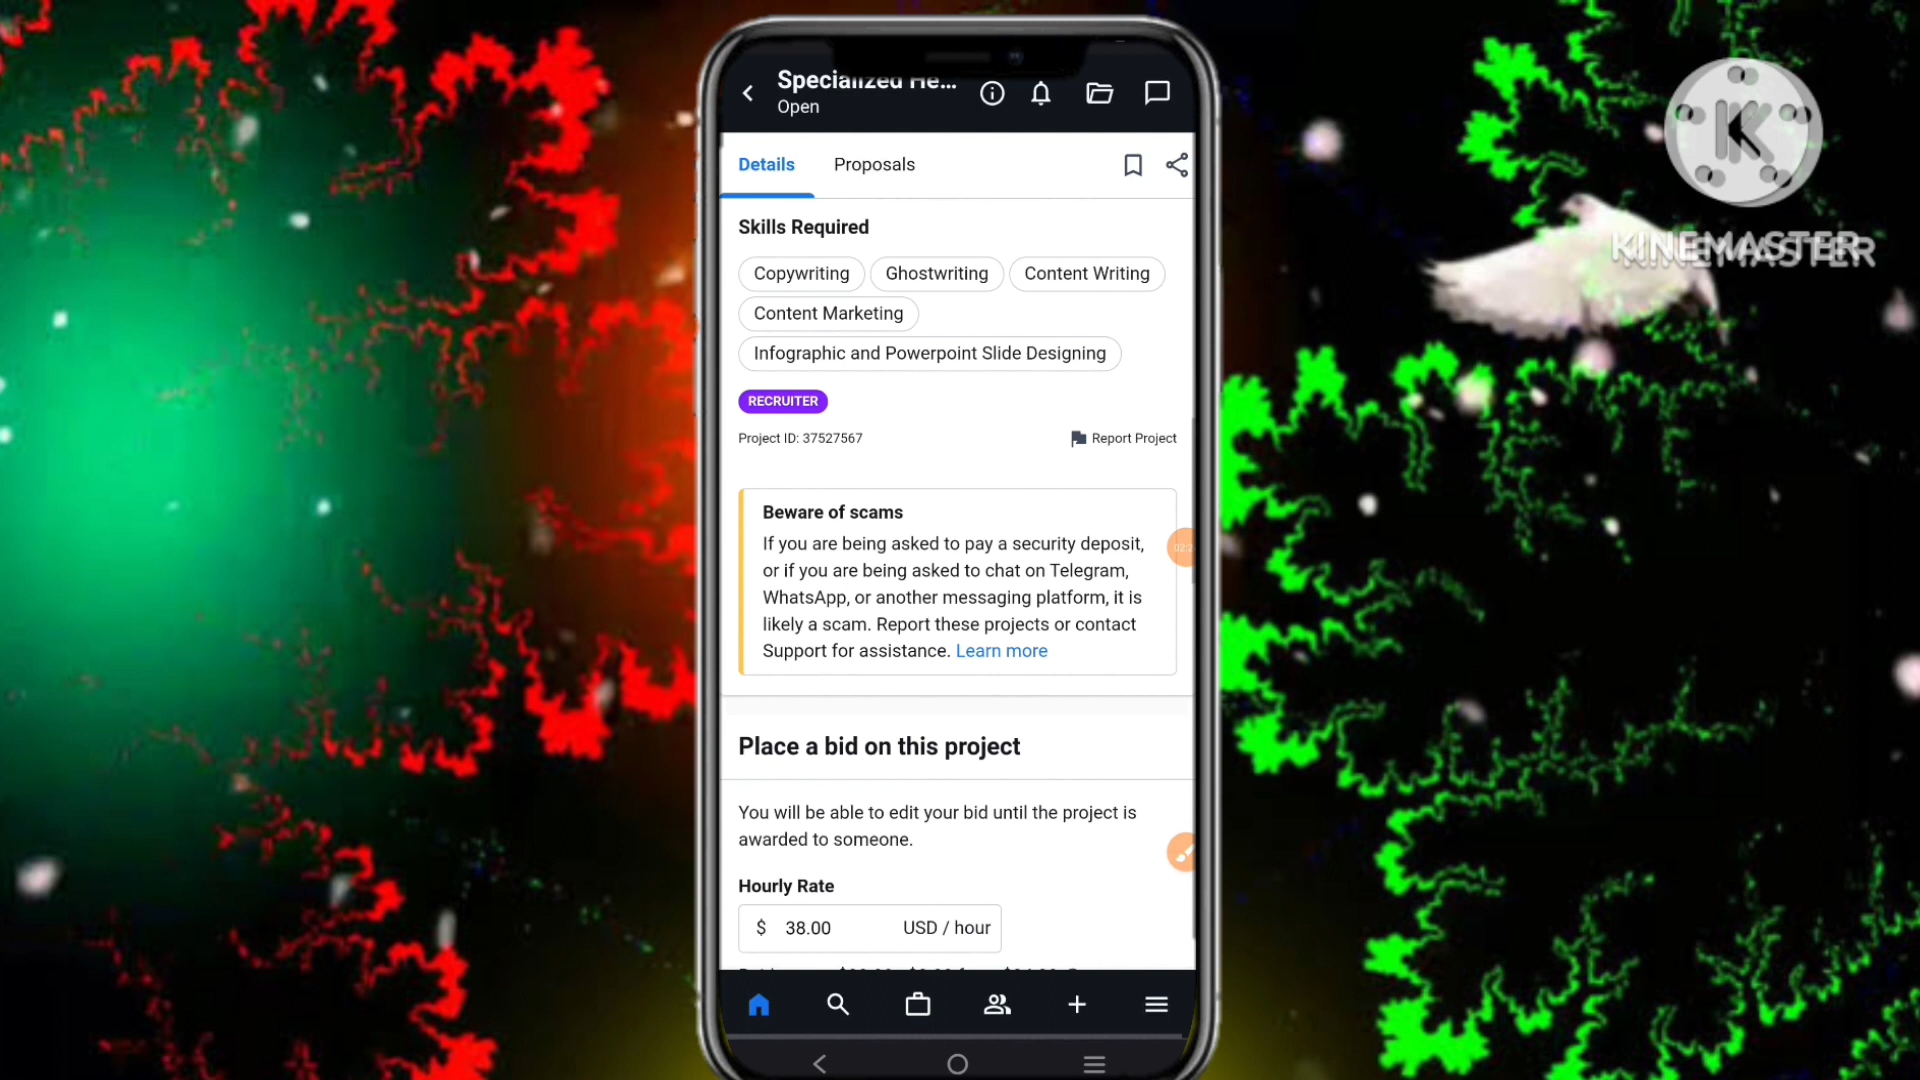 Specialized He...
Open
Details
Proposals
Skills Required
Copywriting
Ghostwriting
Content Writing
Content Marketing
Infographic and Powerpoint Slide Designing
RECRUITER
Project ID: 37527567
Report Project
Beware of scams
If you are being asked to pay a security deposit,
or if you are being asked to chat on Telegram,
WhatsApp, or another messaging platform, it is
likely a scam. Report these projects or contact
Support for assistance. Learn more
Place a bid on this project
You will be able to edit your bid until the project is
awarded to someone.
Hourly Rate
$ 38.00 USD / hour
K
KINEMASTER